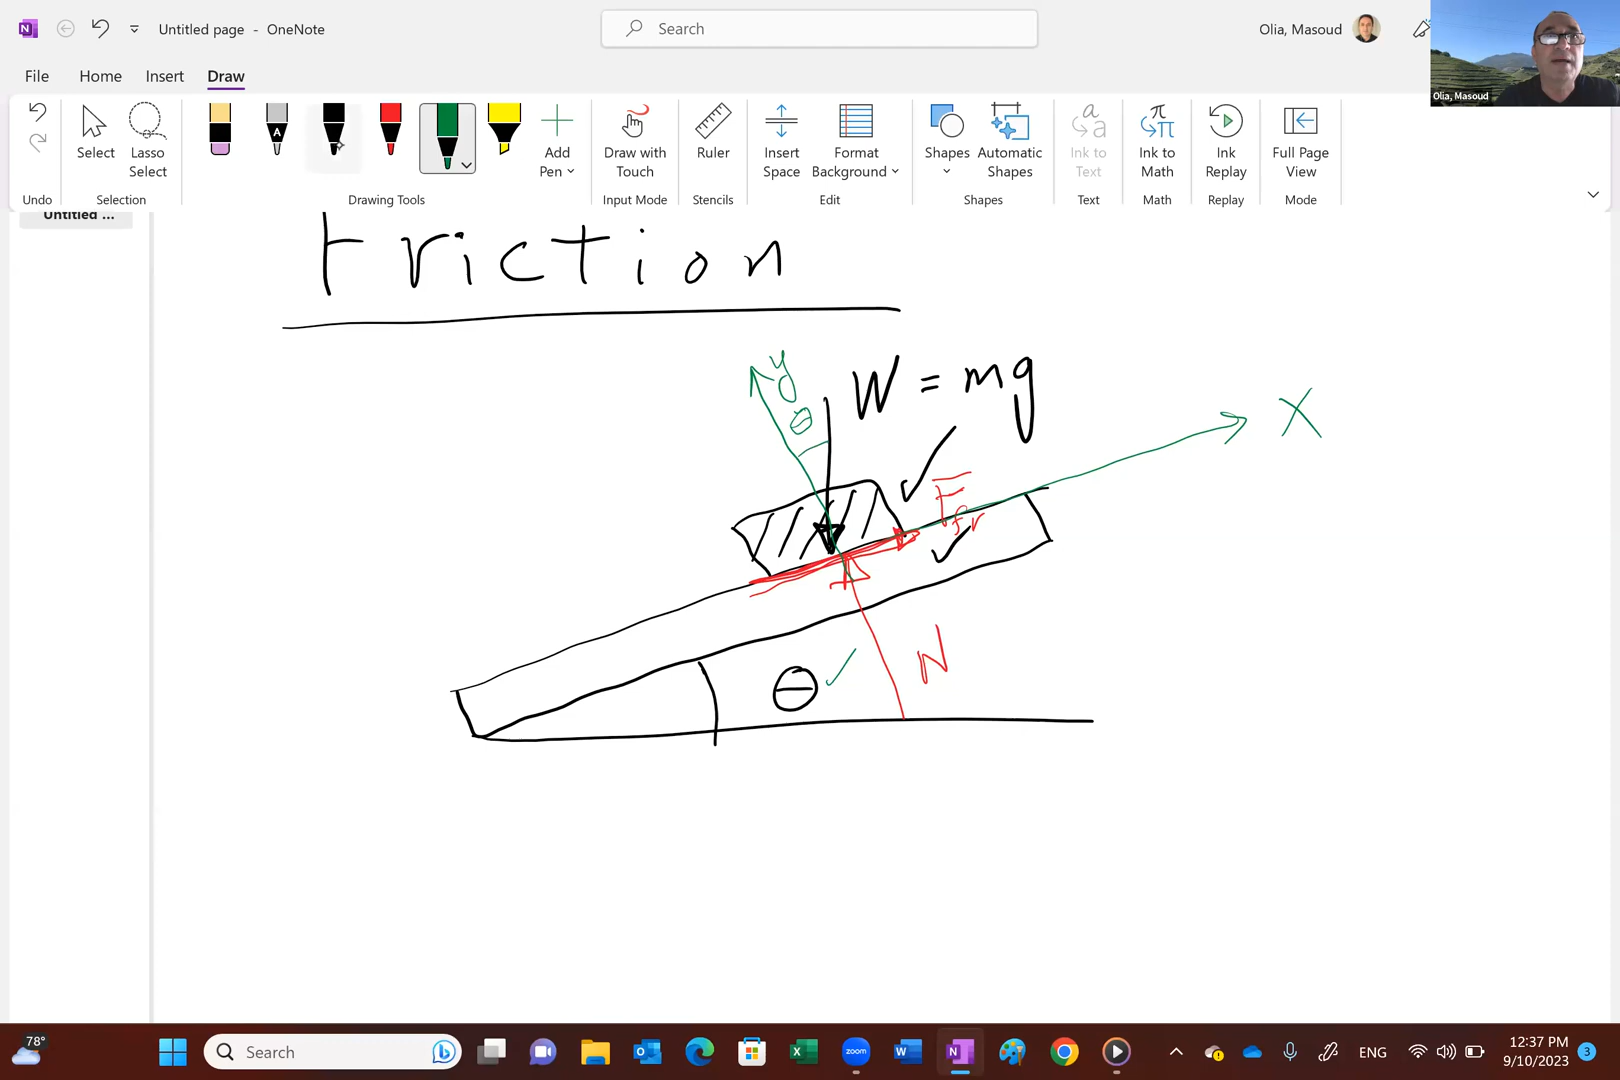 Untitled page - OneNote
Search
Olia, Masoud
Olia, Masoud
File Home Insert Draw
Select
Lasso Select
A
Add Pen
Draw with Touch
Ruler
Insert Space
Format Background
Shapes
Automatic Shapes
Ink to Text
Ink to Math
Ink Replay
Full Page View
Undo Selection Drawing Tools Input Mode Stencils Edit Shapes Text Math Replay Mode
Untitled ...
Friction
y
W = mg
θ
X
Ffr
N
θ
78°
Search
zoom
ENG
12:37 PM
9/10/2023
3